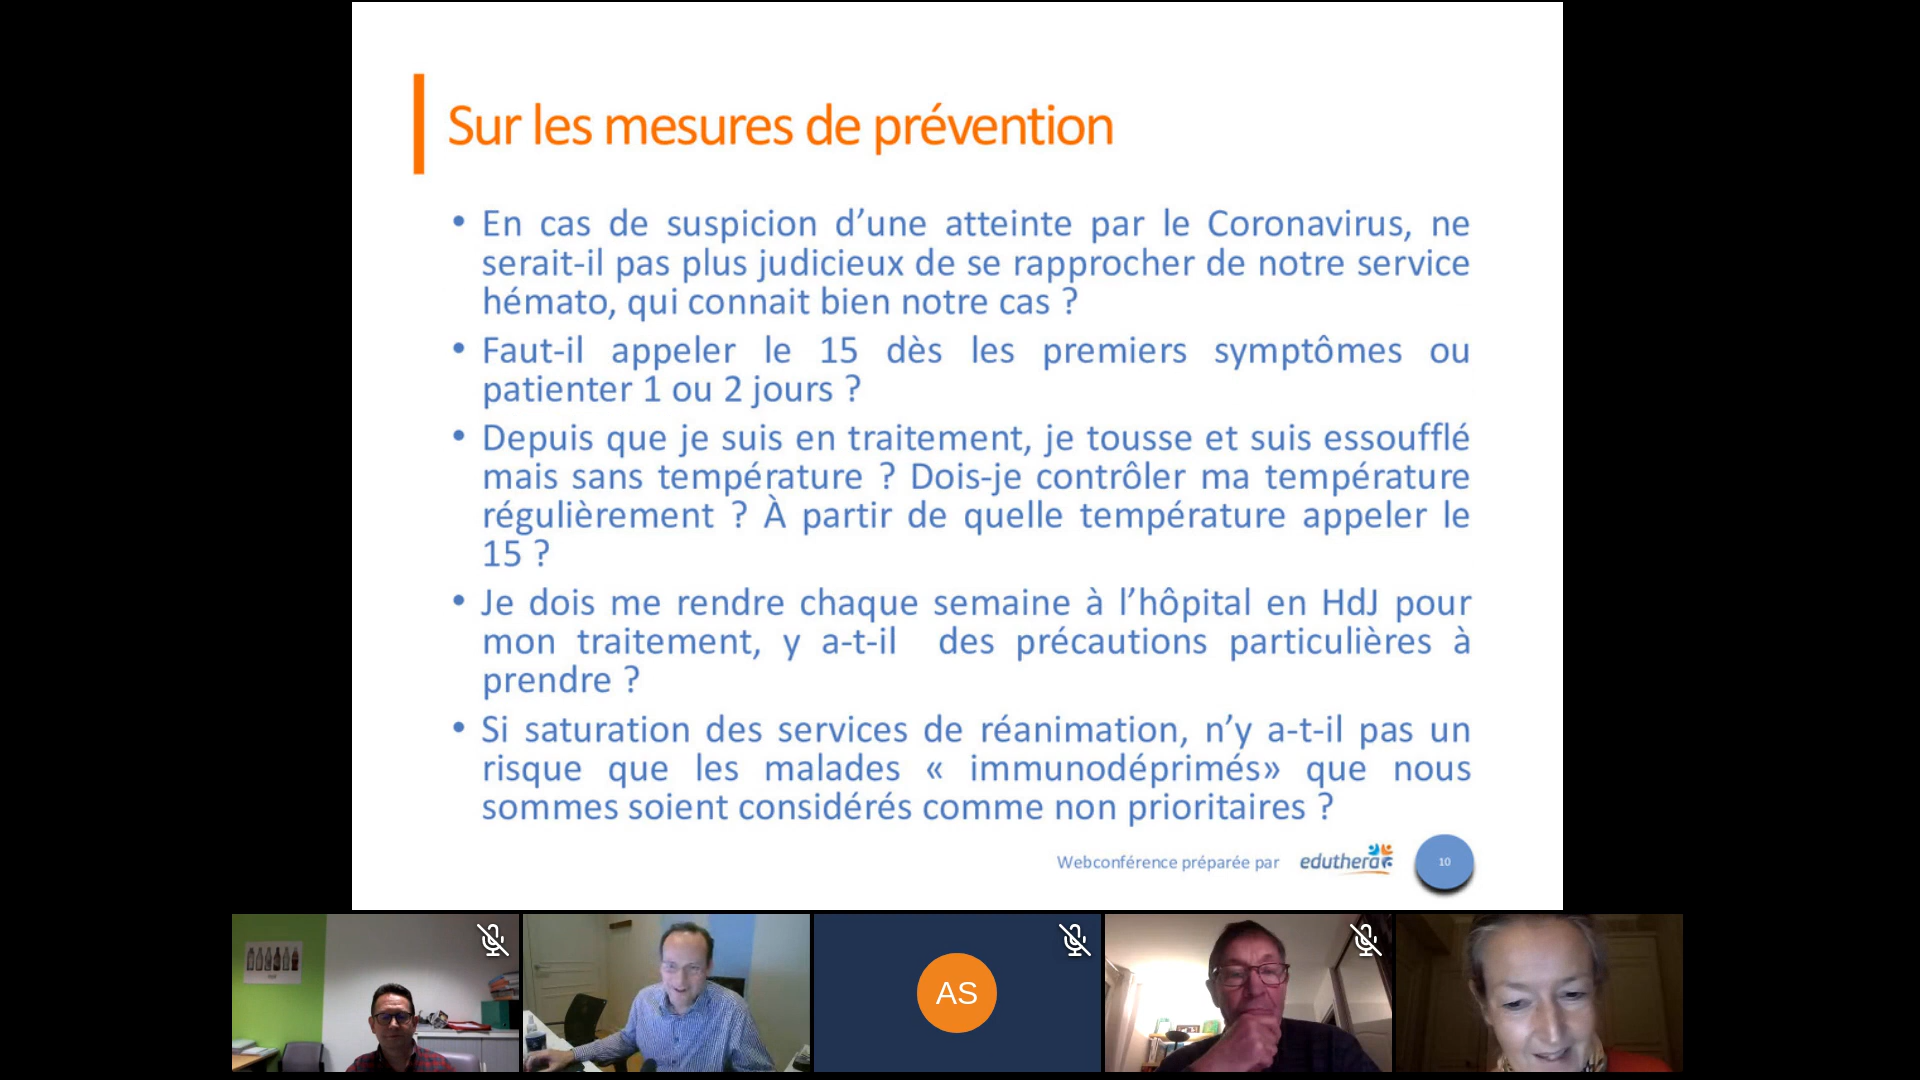 Sur les mesures de prévention
• En cas de suspicion d’une atteinte par le Coronavirus, ne
serait-il pas plus judicieux de se rapprocher de notre service
hémato, qui connait bien notre cas ?
• Faut-il appeler le 15 dès les premiers symptômes ou
patienter 1 ou 2 jours ?
• Depuis que je suis en traitement, je tousse et suis essoufflé
mais sans température ? Dois-je contrôler ma température
régulièrement ? À partir de quelle température appeler le
15 ?
• Je dois me rendre chaque semaine à l’hôpital en HdJ pour
mon traitement, y a-t-il des précautions particulières à
prendre ?
• Si saturation des services de réanimation, n’y a-t-il pas un
risque que les malades « immunodéprimés» que nous
sommes soient considérés comme non prioritaires ?
Webconférence préparée par eduthera 10
AS